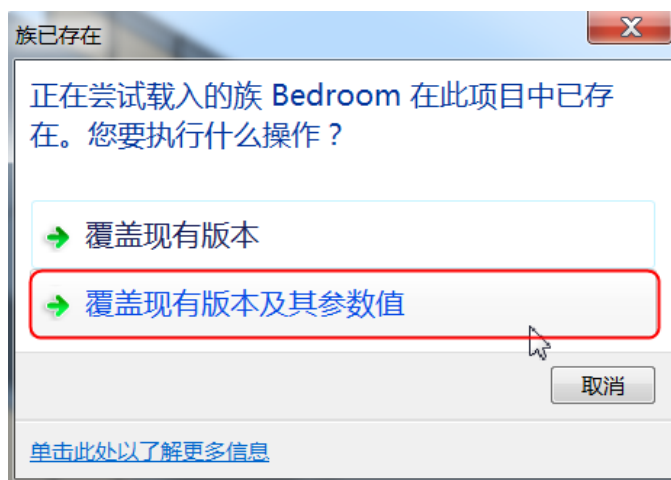 族已存在
正在尝试载入的族 Bedroom 在此项目中已存
在。您要执行什么操作？
覆盖现有版本
覆盖现有版本及其参数值
取消
单击此处以了解更多信息